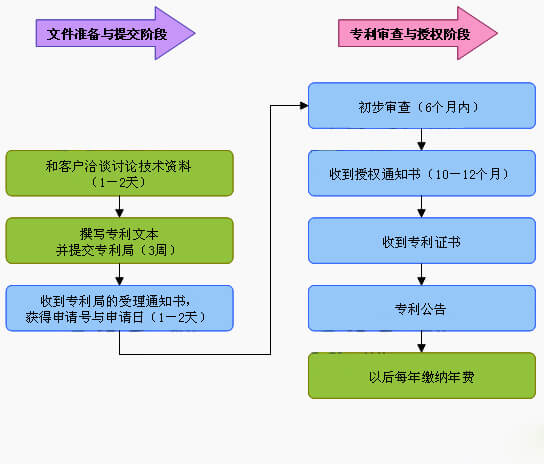 文件准备与提交阶段
专利审查与授权阶段
和客户洽谈讨论技术资料
（1—2天）
撰写专利文本
并提交专利局（3周）
收到专利局的受理通知书，
获得申请号与申请日（1—2天）
初步审查（6个月内）
收到授权通知书（10—12个月）
收到专利证书
专利公告
以后每年缴纳年费